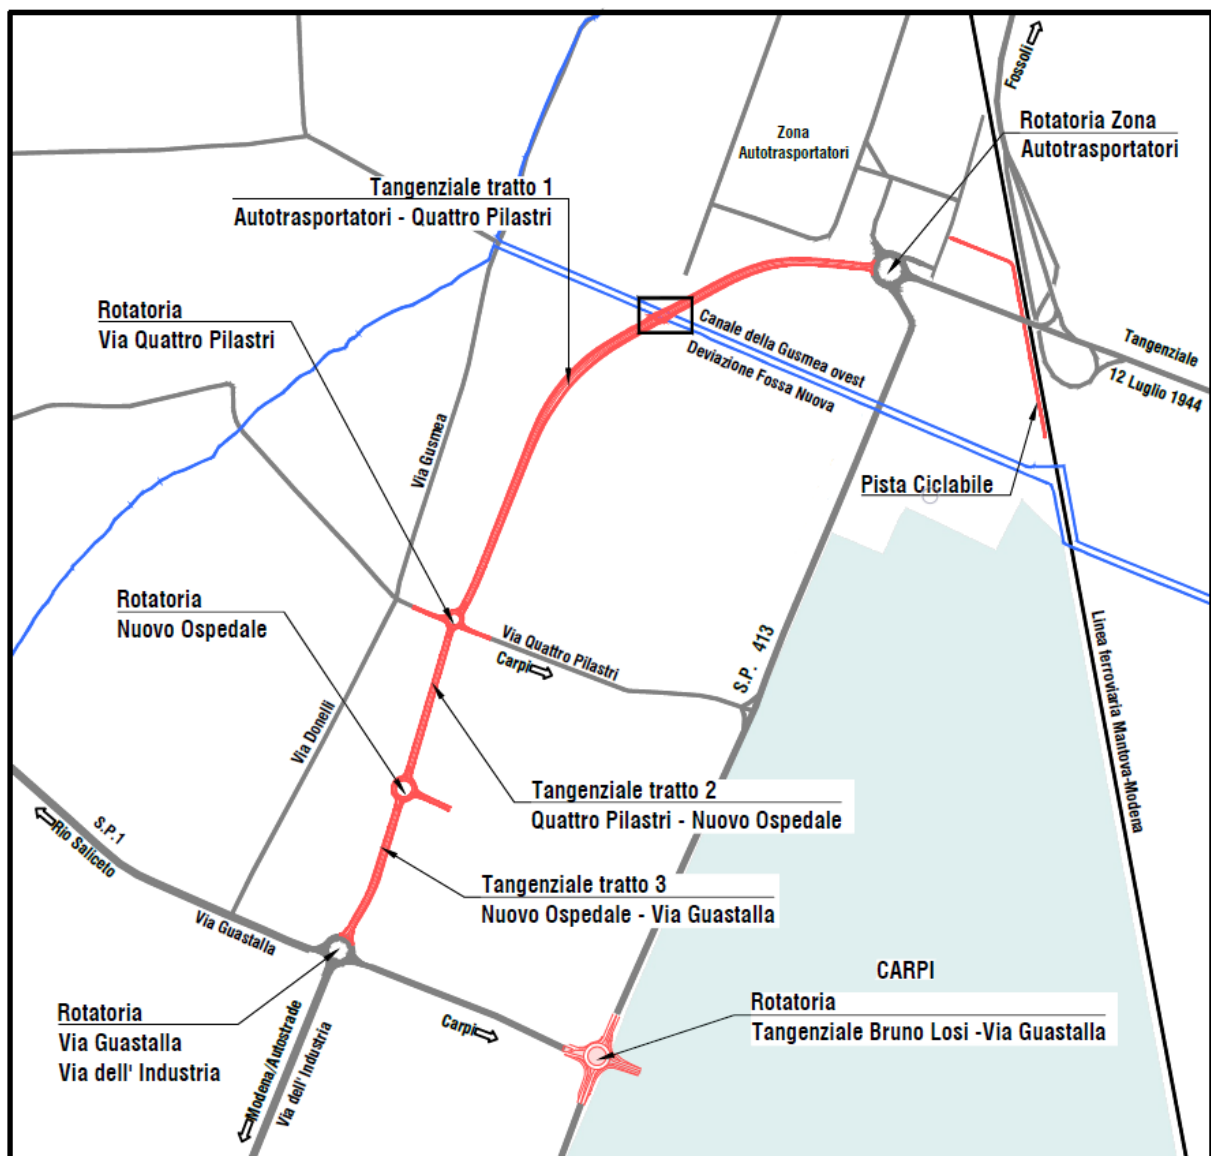 Fossoli
Rotatoria Zona
Autotrasportatori
Zona
Autotrasportatori
Tangenziale tratto 1
Autotrasportatori - Quattro Pilastri
Rotatoria
Via Quattro Pilastri
Canale della Gusmea ovest
Deviazione Fossa Nuova
Tangenziale
12 Luglio 1944
Via Gusmea
Pista Ciclabile
Rotatoria
Nuovo Ospedale
Via Quattro Pilastri
Carpi
S.P. 413
Linea ferroviaria Mantova-Modena
Via Donelli
Tangenziale tratto 2
Quattro Pilastri - Nuovo Ospedale
S.P.1
Rio Saliceto
Tangenziale tratto 3
Nuovo Ospedale - Via Guastalla
Via Guastalla
CARPI
Rotatoria
Tangenziale Bruno Losi -Via Guastalla
Rotatoria
Via Guastalla
Via dell' Industria
Carpi
Modena/Autostrade
Via dell' Industria